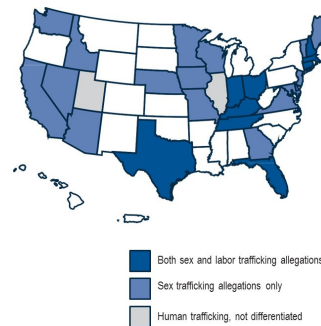 Both sex and labor trafficking allegations
Sex trafficking allegations only
Human trafficking, not differentiated